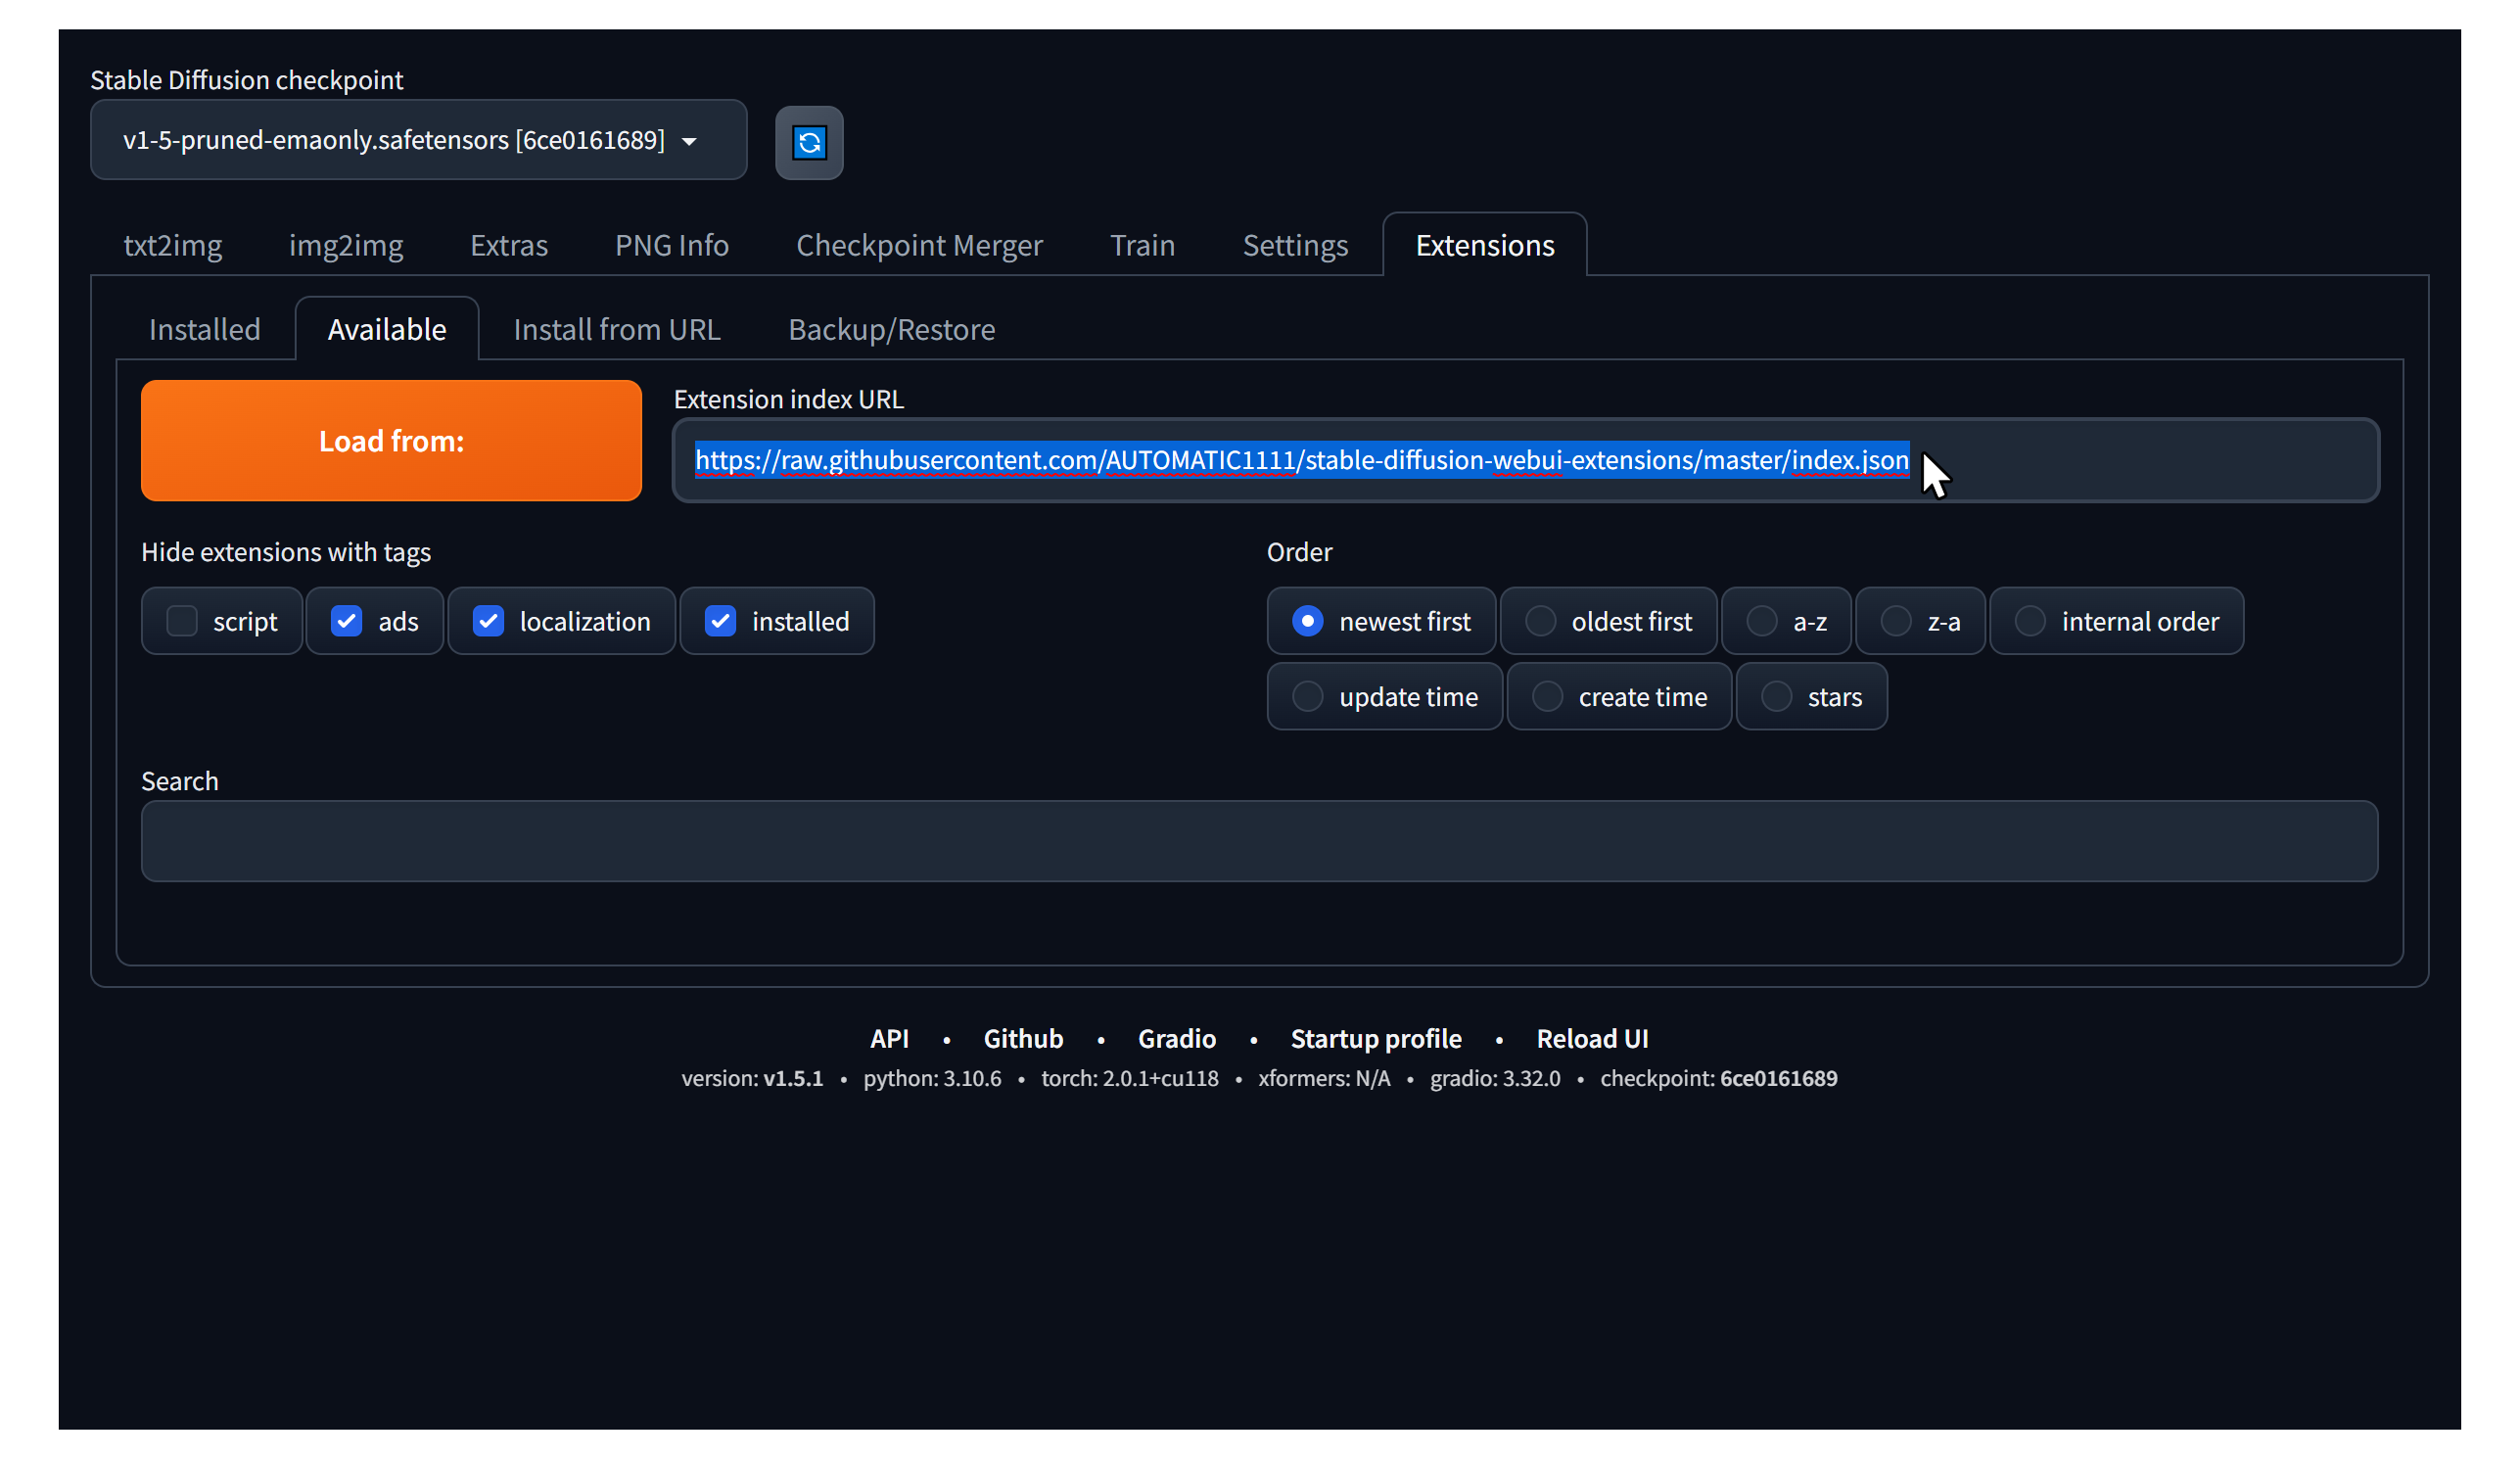 Stable Diffusion checkpoint
v1-5-pruned-emaonly.safetensors [6ce0161689]
txt2img img2img Extras PNG Info Checkpoint Merger Train Settings Extensions
Installed Available Install from URL Backup/Restore
Load from:
Extension index URL
https://raw.githubusercontent.com/AUTOMATIC1111/stable-diffusion-webui-extensions/master/index.json
Hide extensions with tags
script ads localization installed
Order
newest first oldest first a-z z-a internal order
update time create time stars
Search
API • Github • Gradio • Startup profile • Reload UI
version: v1.5.1 • python: 3.10.6 • torch: 2.0.1+cu118 • xformers: N/A • gradio: 3.32.0 • checkpoint: 6ce0161689